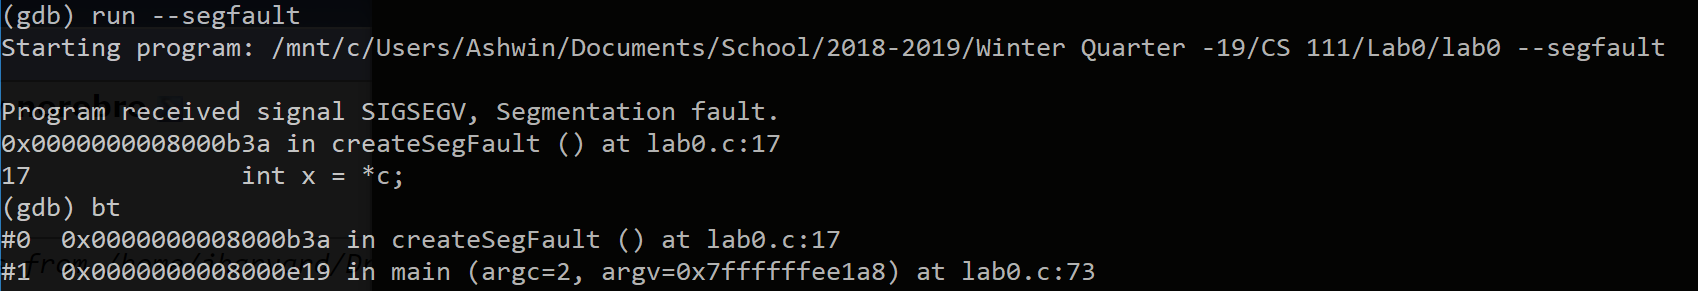 (gdb) run --segfault
Starting program: /mnt/c/Users/Ashwin/Documents/School/2018-2019/Winter Quarter -19/CS 111/Lab0/lab0 --segfault
Program received signal SIGSEGV, Segmentation fault.
0x0000000008000b3a in createSegFault () at lab0.c:17
17              int x = *c;
(gdb) bt
#0  0x0000000008000b3a in createSegFault () at lab0.c:17
#1  0x0000000008000e19 in main (argc=2, argv=0x7ffffffee1a8) at lab0.c:73